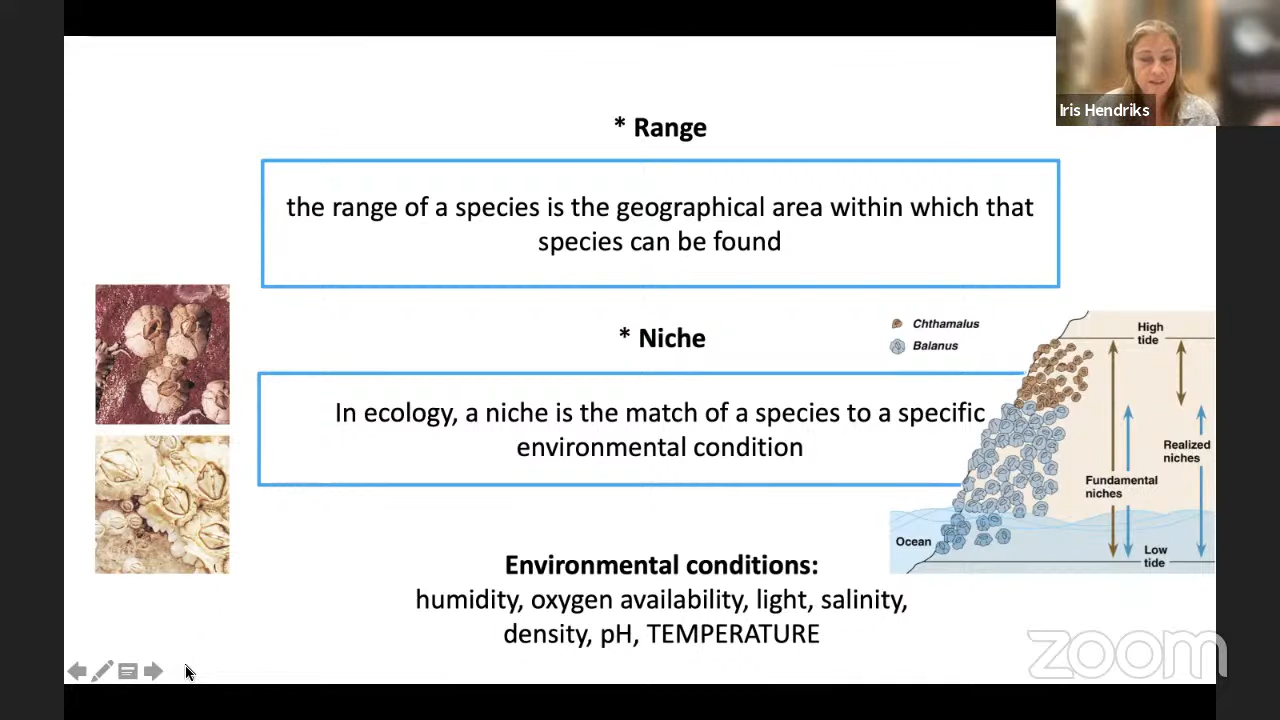 Iris Hendriks
* Range
the range of a species is the geographical area within which that
species can be found
* Niche
In ecology, a niche is the match of a species to a specific
environmental condition
Chthamalus
Balanus
High
tide
Realized
niches
Fundamental
niches
Ocean
Low
tide
Environmental conditions:
humidity, oxygen availability, light, salinity,
density, pH, TEMPERATURE
zoom